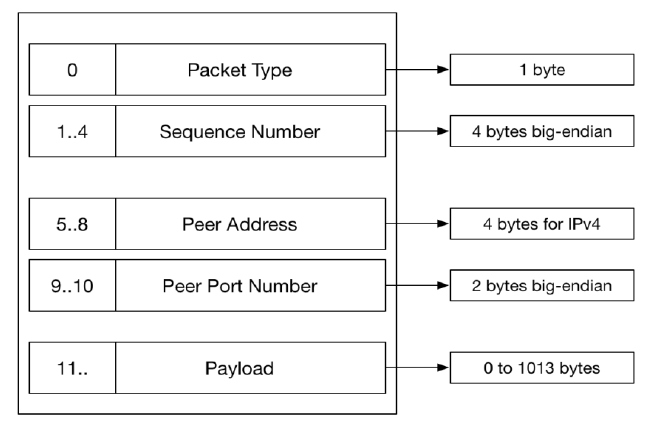 0 Packet Type 1 byte
1..4 Sequence Number 4 bytes big-endian
5..8 Peer Address 4 bytes for IPv4
9..10 Peer Port Number 2 bytes big-endian
11.. Payload 0 to 1013 bytes